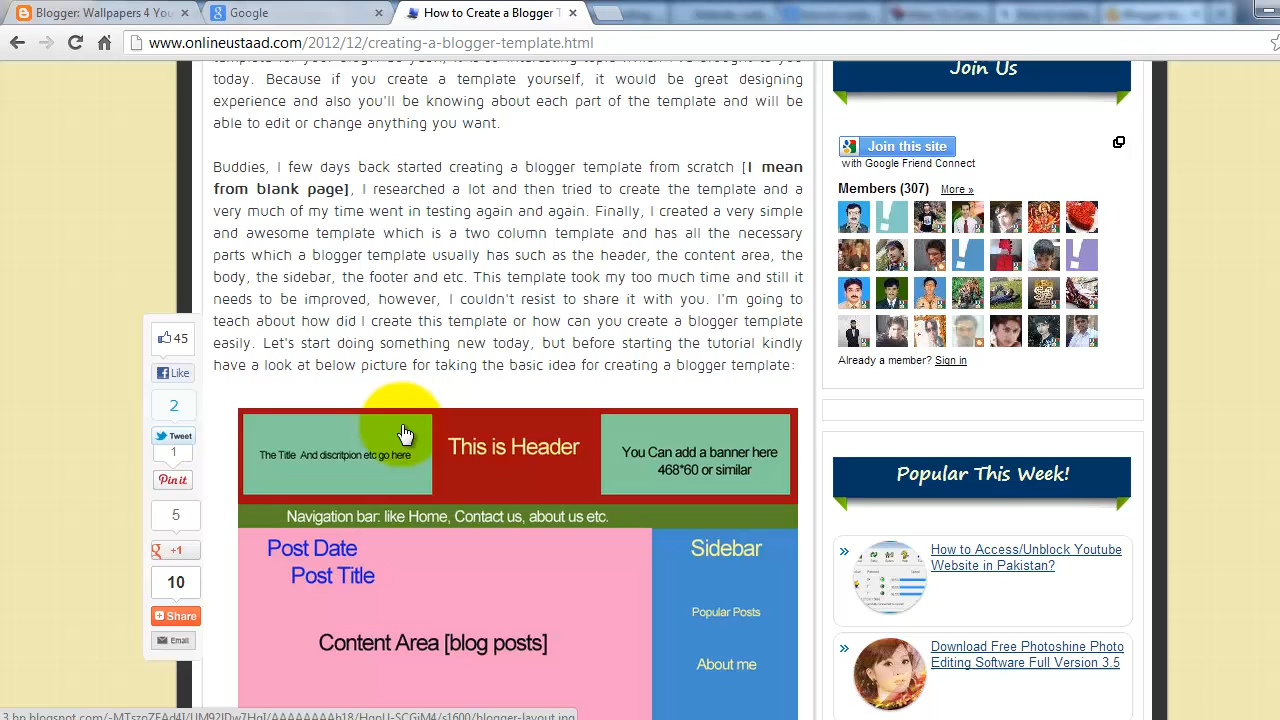 Blogger: Wallpapers 4 You
Google
How to Create a Blogger T
www.onlineustaad.com/2012/12/creating-a-blogger-template.html
today. Because if you create a template yourself, it would be great designing
experience and also you'll be knowing about each part of the template and will be
able to edit or change anything you want.
Buddies, I few days back started creating a blogger template from scratch [I mean
from blank page], I researched a lot and then tried to create the template and a
very much of my time went in testing again and again. Finally, I created a very simple
and awesome template which is a two column template and has all the necessary
parts which a blogger template usually has such as the header, the content area, the
body, the sidebar, the footer and etc. This template took my too much time and still it
needs to be improved, however, I couldn't resist to share it with you. I'm going to
teach about how did I create this template or how can you create a blogger template
easily. Let's start doing something new today, but before starting the tutorial kindly
have a look at below picture for taking the basic idea for creating a blogger template:
45
Like
2
Tweet
1
Pin it
5
+1
10
Share
Email
The Title And discritpion etc go here
This is Header
You Can add a banner here
468*60 or similar
Navigation bar: like Home, Contact us, about us etc.
Post Date
Post Title
Content Area [blog posts]
Sidebar
Popular Posts
About me
Join Us
Join this site
with Google Friend Connect
Members (307) More »
Already a member? Sign in
Popular This Week!
» How to Access/Unblock Youtube
Website in Pakistan?
» Download Free Photoshine Photo
Editing Software Full Version 3.5